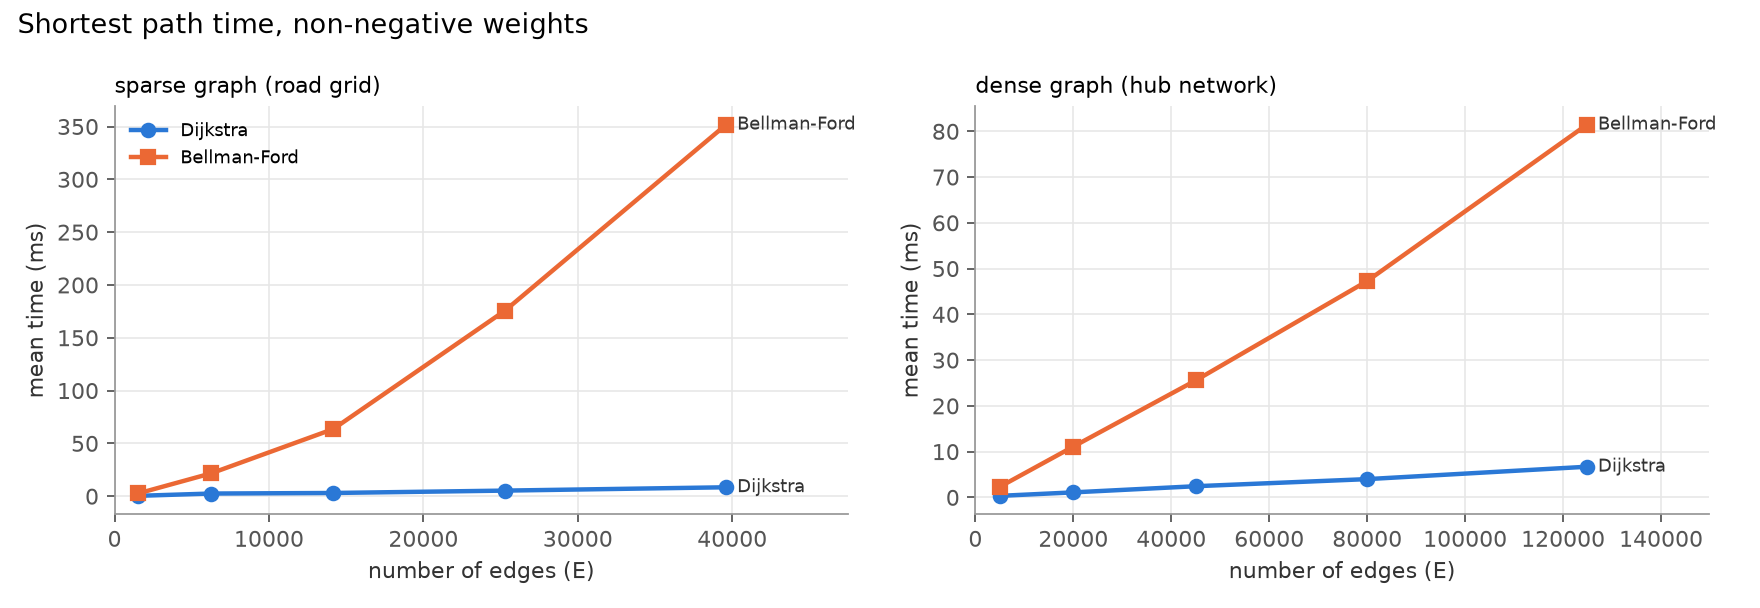 Shortest path time, non-negative weights
sparse graph (road grid)
Dijkstra
Bellman-Ford
Bellman-Ford
Dijkstra
350
300
250
200
150
100
50
0
mean time (ms)
0 10000 20000 30000 40000
number of edges (E)
dense graph (hub network)
Bellman-Ford
Dijkstra
80
70
60
50
40
30
20
10
0
mean time (ms)
0 20000 40000 60000 80000 100000 120000 140000
number of edges (E)